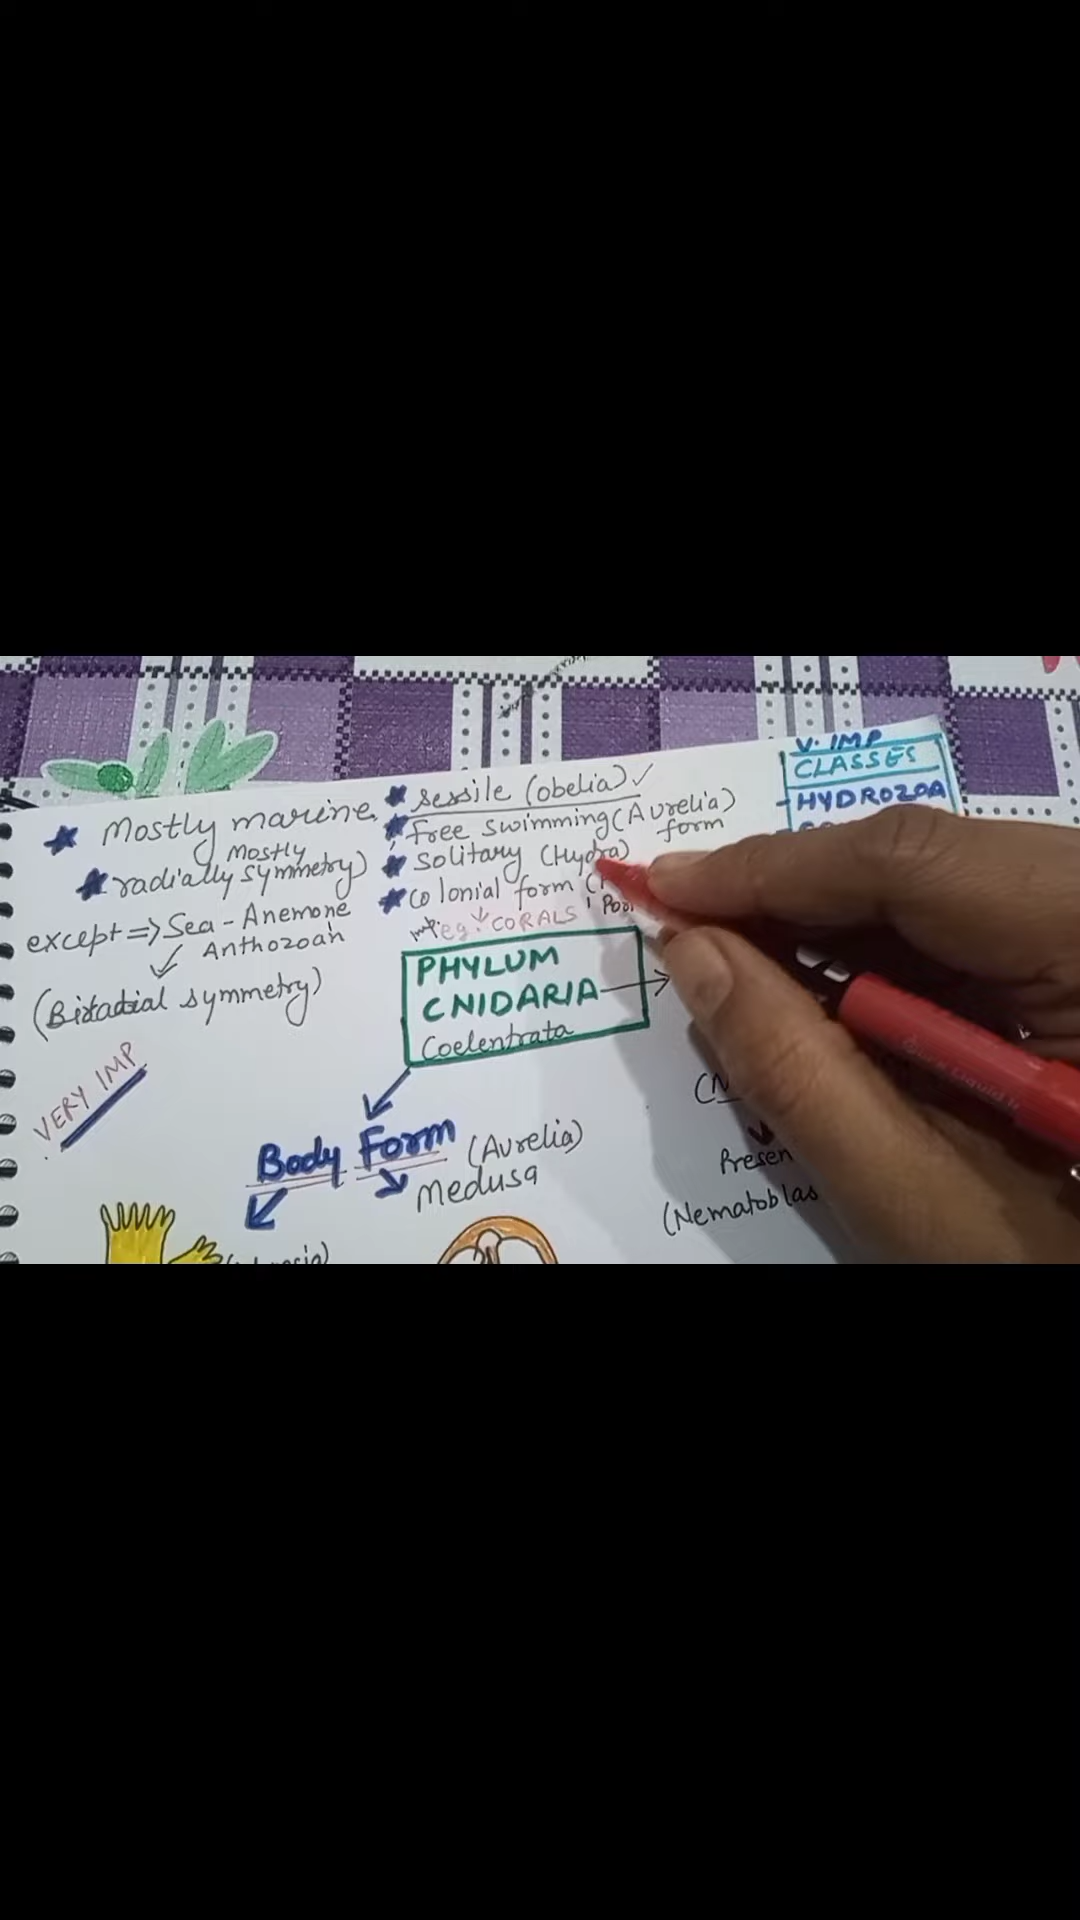 Mostly marine.
Mostly
radially symmetry)
except => Sea - Anemone
Anthozoan
(Biradial symmetry)
VERY IMP
Sessile (obelia) ✓
Free swimming (Aurelia)
form
Solitary (Hydra)
Colonial form (
imp eg. CORALS
PHYLUM
CNIDARIA
Coelentrata
Body Form (Aurelia)
Medusa
V. IMP
CLASSES
- HYDROZOA
(N
Presen
(Nematoblas